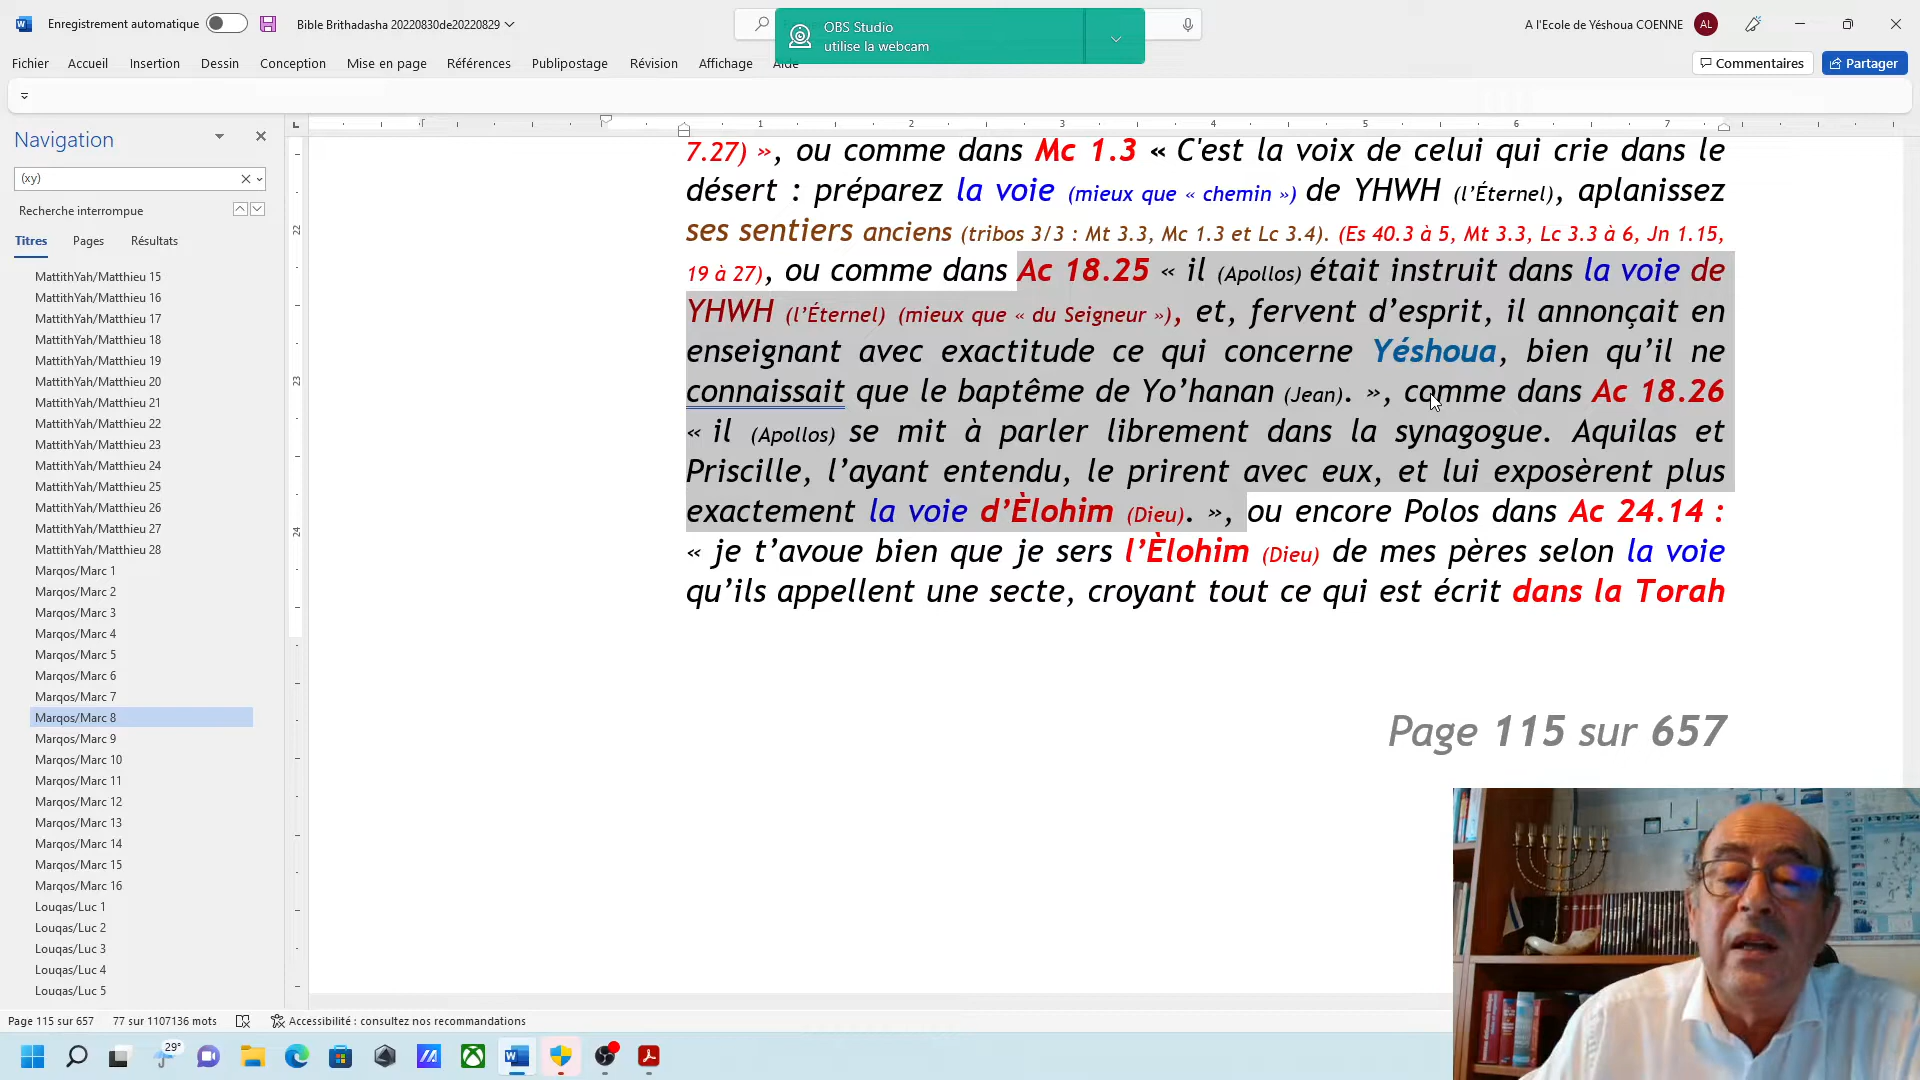 Enregistrement automatique
Bible Brithadasha 20220830de20220829
OBS Studio
utilise la webcam
A l'Ecole de Yéshoua COENNE
AL
Fichier Accueil Insertion Dessin Conception Mise en page Références Publipostage Révision Affichage Aide
Commentaires
Partager
Navigation
(xy)
Recherche interrompue
Titres Pages Résultats
MattithYah/Matthieu 15
MattithYah/Matthieu 16
MattithYah/Matthieu 17
MattithYah/Matthieu 18
MattithYah/Matthieu 19
MattithYah/Matthieu 20
MattithYah/Matthieu 21
MattithYah/Matthieu 22
MattithYah/Matthieu 23
MattithYah/Matthieu 24
MattithYah/Matthieu 25
MattithYah/Matthieu 26
MattithYah/Matthieu 27
MattithYah/Matthieu 28
Marqos/Marc 1
Marqos/Marc 2
Marqos/Marc 3
Marqos/Marc 4
Marqos/Marc 5
Marqos/Marc 6
Marqos/Marc 7
Marqos/Marc 8
Marqos/Marc 9
Marqos/Marc 10
Marqos/Marc 11
Marqos/Marc 12
Marqos/Marc 13
Marqos/Marc 14
Marqos/Marc 15
Marqos/Marc 16
Louqas/Luc 1
Louqas/Luc 2
Louqas/Luc 3
Louqas/Luc 4
Louqas/Luc 5
1 2 3 4 5 6 7
22
23
24
7.27) », ou comme dans Mc 1.3 « C'est la voix de celui qui crie dans le
désert : préparez la voie (mieux que « chemin ») de YHWH (l’Éternel), aplanissez
ses sentiers anciens (tribos 3/3 : Mt 3.3, Mc 1.3 et Lc 3.4). (Es 40.3 à 5, Mt 3.3, Lc 3.3 à 6, Jn 1.15,
19 à 27), ou comme dans Ac 18.25 « il (Apollos) était instruit dans la voie de
YHWH (l’Éternel) (mieux que « du Seigneur »), et, fervent d’esprit, il annonçait en
enseignant avec exactitude ce qui concerne Yéshoua, bien qu’il ne
connaissait que le baptême de Yo’hanan (Jean). », comme dans Ac 18.26
« il (Apollos) se mit à parler librement dans la synagogue. Aquilas et
Priscille, l’ayant entendu, le prirent avec eux, et lui exposèrent plus
exactement la voie d’Èlohim (Dieu). », ou encore Polos dans Ac 24.14 :
« je t’avoue bien que je sers l’Èlohim (Dieu) de mes pères selon la voie
qu’ils appellent une secte, croyant tout ce qui est écrit dans la Torah
Page 115 sur 657
Page 115 sur 657 77 sur 1107136 mots Accessibilité : consultez nos recommandations
29°